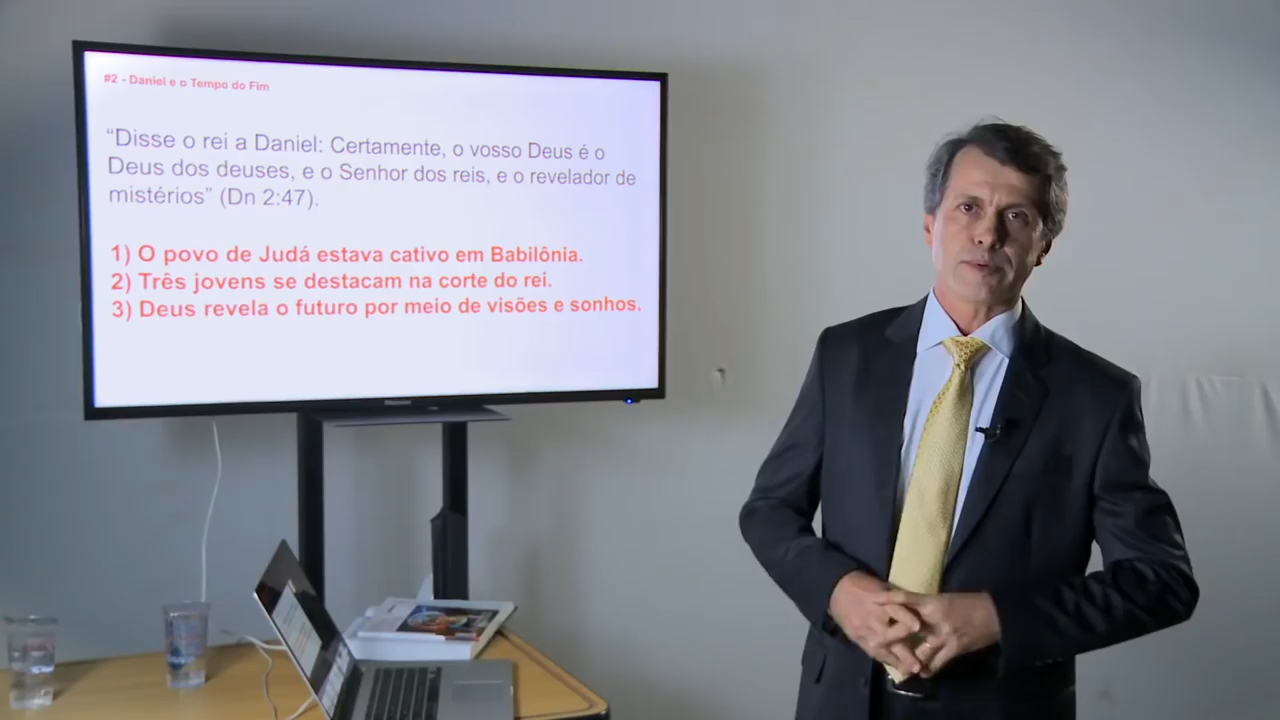 #2 - Daniel e o Tempo do Fim
“Disse o rei a Daniel: Certamente, o vosso Deus é o
Deus dos deuses, e o Senhor dos reis, e o revelador de
mistérios” (Dn 2:47).
1) O povo de Judá estava cativo em Babilônia.
2) Três jovens se destacam na corte do rei.
3) Deus revela o futuro por meio de visões e sonhos.
Hisense